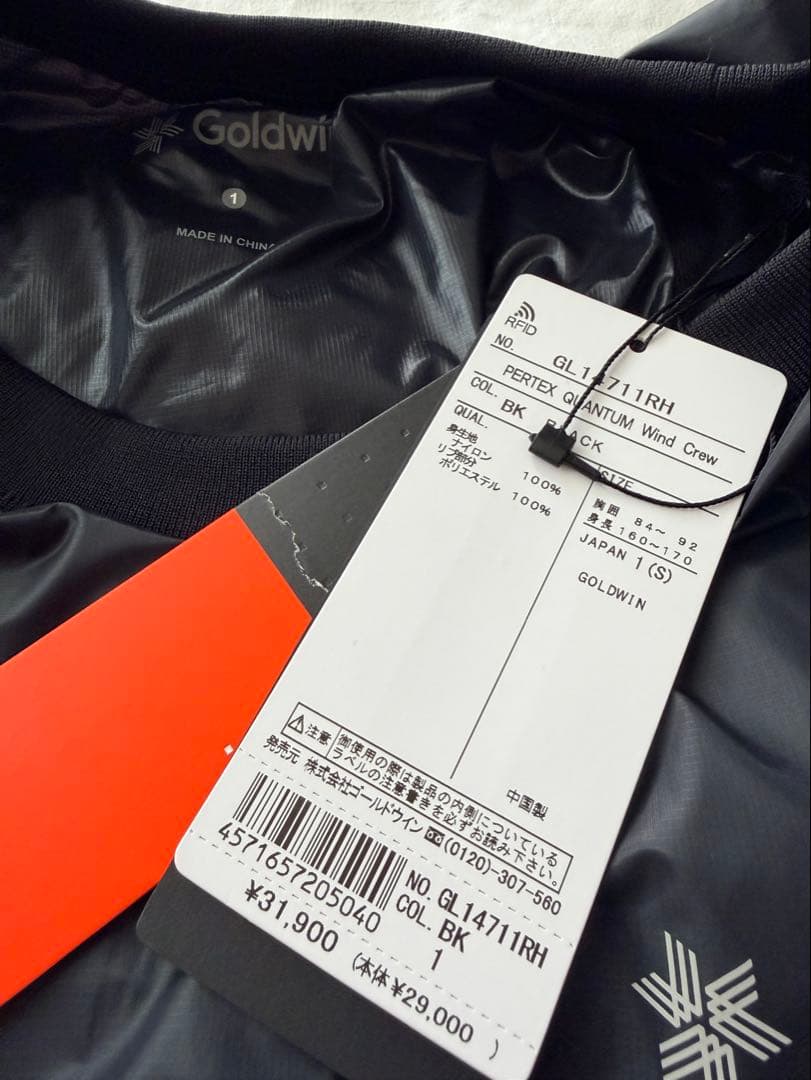 Goldwi
1
MADE IN CHINA
RFID
NO. GL14711RH
PERTEX QUANTUM Wind Crew
COL. BK BLACK
QUAL.
身生地
ナイロン 100%
リブ部分
ポリエステル 100%
SIZE
胸囲 84~ 92
身長 160~170
JAPAN 1(S)
GOLDWIN
中国製
注意 御使用の際は製品の内側についている
ラベルの注意書きを必ずお読み下さい。
発売元 株式会社ゴールドウイン (0120)-307-560
4571657205040
NO. GL14711RH
COL. BK
1
¥31,900
(本体¥29,000 )